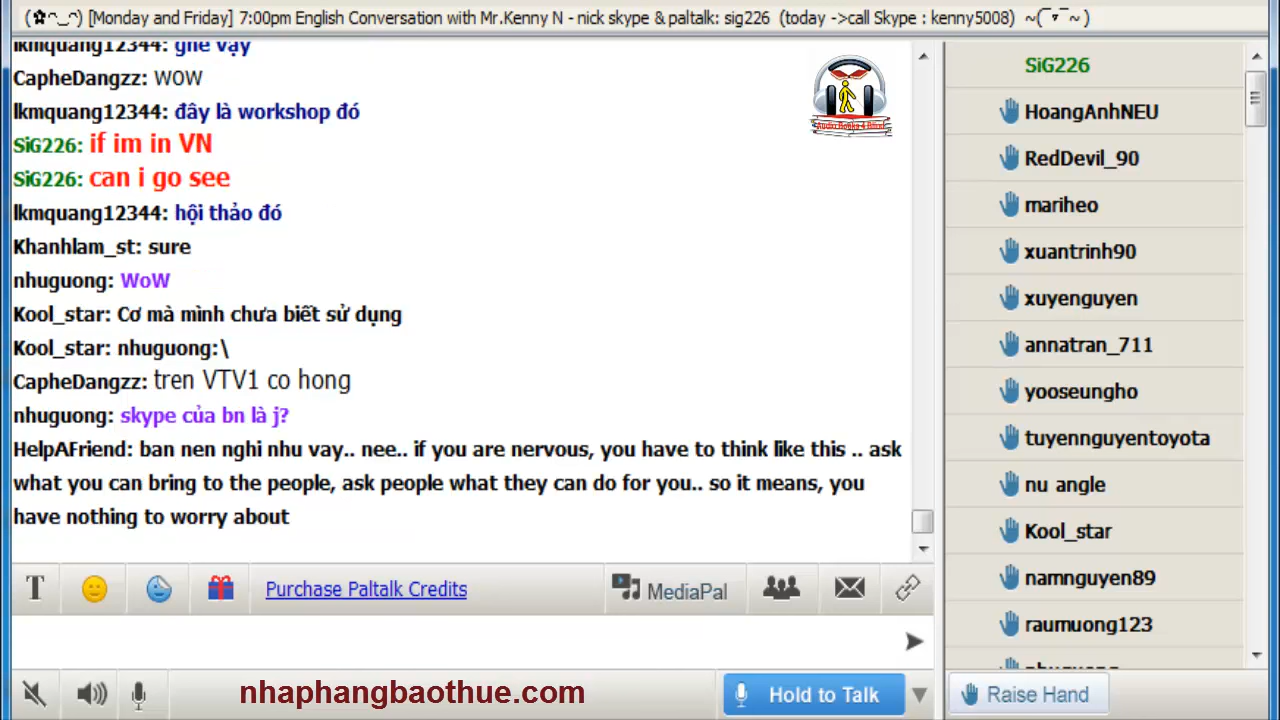 (✿◠‿◠) [Monday and Friday] 7:00pm English Conversation with Mr.Kenny N - nick skype & paltalk: sig226 (today ->call Skype : kenny5008) ~(‾▿‾~)
lkmquang12344: ghê vậy
CapheDangzz: WOW
lkmquang12344: đây là workshop đó
SiG226: if im in VN
SiG226: can i go see
lkmquang12344: hội thảo đó
Khanhlam_st: sure
nhuguong: WoW
Kool_star: Cơ mà mình chưa biết sử dụng
Kool_star: nhuguong:\
CapheDangzz: tren VTV1 co hong
nhuguong: skype của bn là j?
HelpAFriend: ban nen nghi nhu vay.. nee.. if you are nervous, you have to think like this .. ask
what you can bring to the people, ask people what they can do for you.. so it means, you
have nothing to worry about
SiG226
HoangAnhNEU
RedDevil_90
mariheo
xuantrinh90
xuyenguyen
annatran_711
yooseungho
tuyennguyentoyota
nu angle
Kool_star
namnguyen89
raumuong123
nhuguong
T
Purchase Paltalk Credits
MediaPal
nhaphangbaothue.com
Hold to Talk
Raise Hand